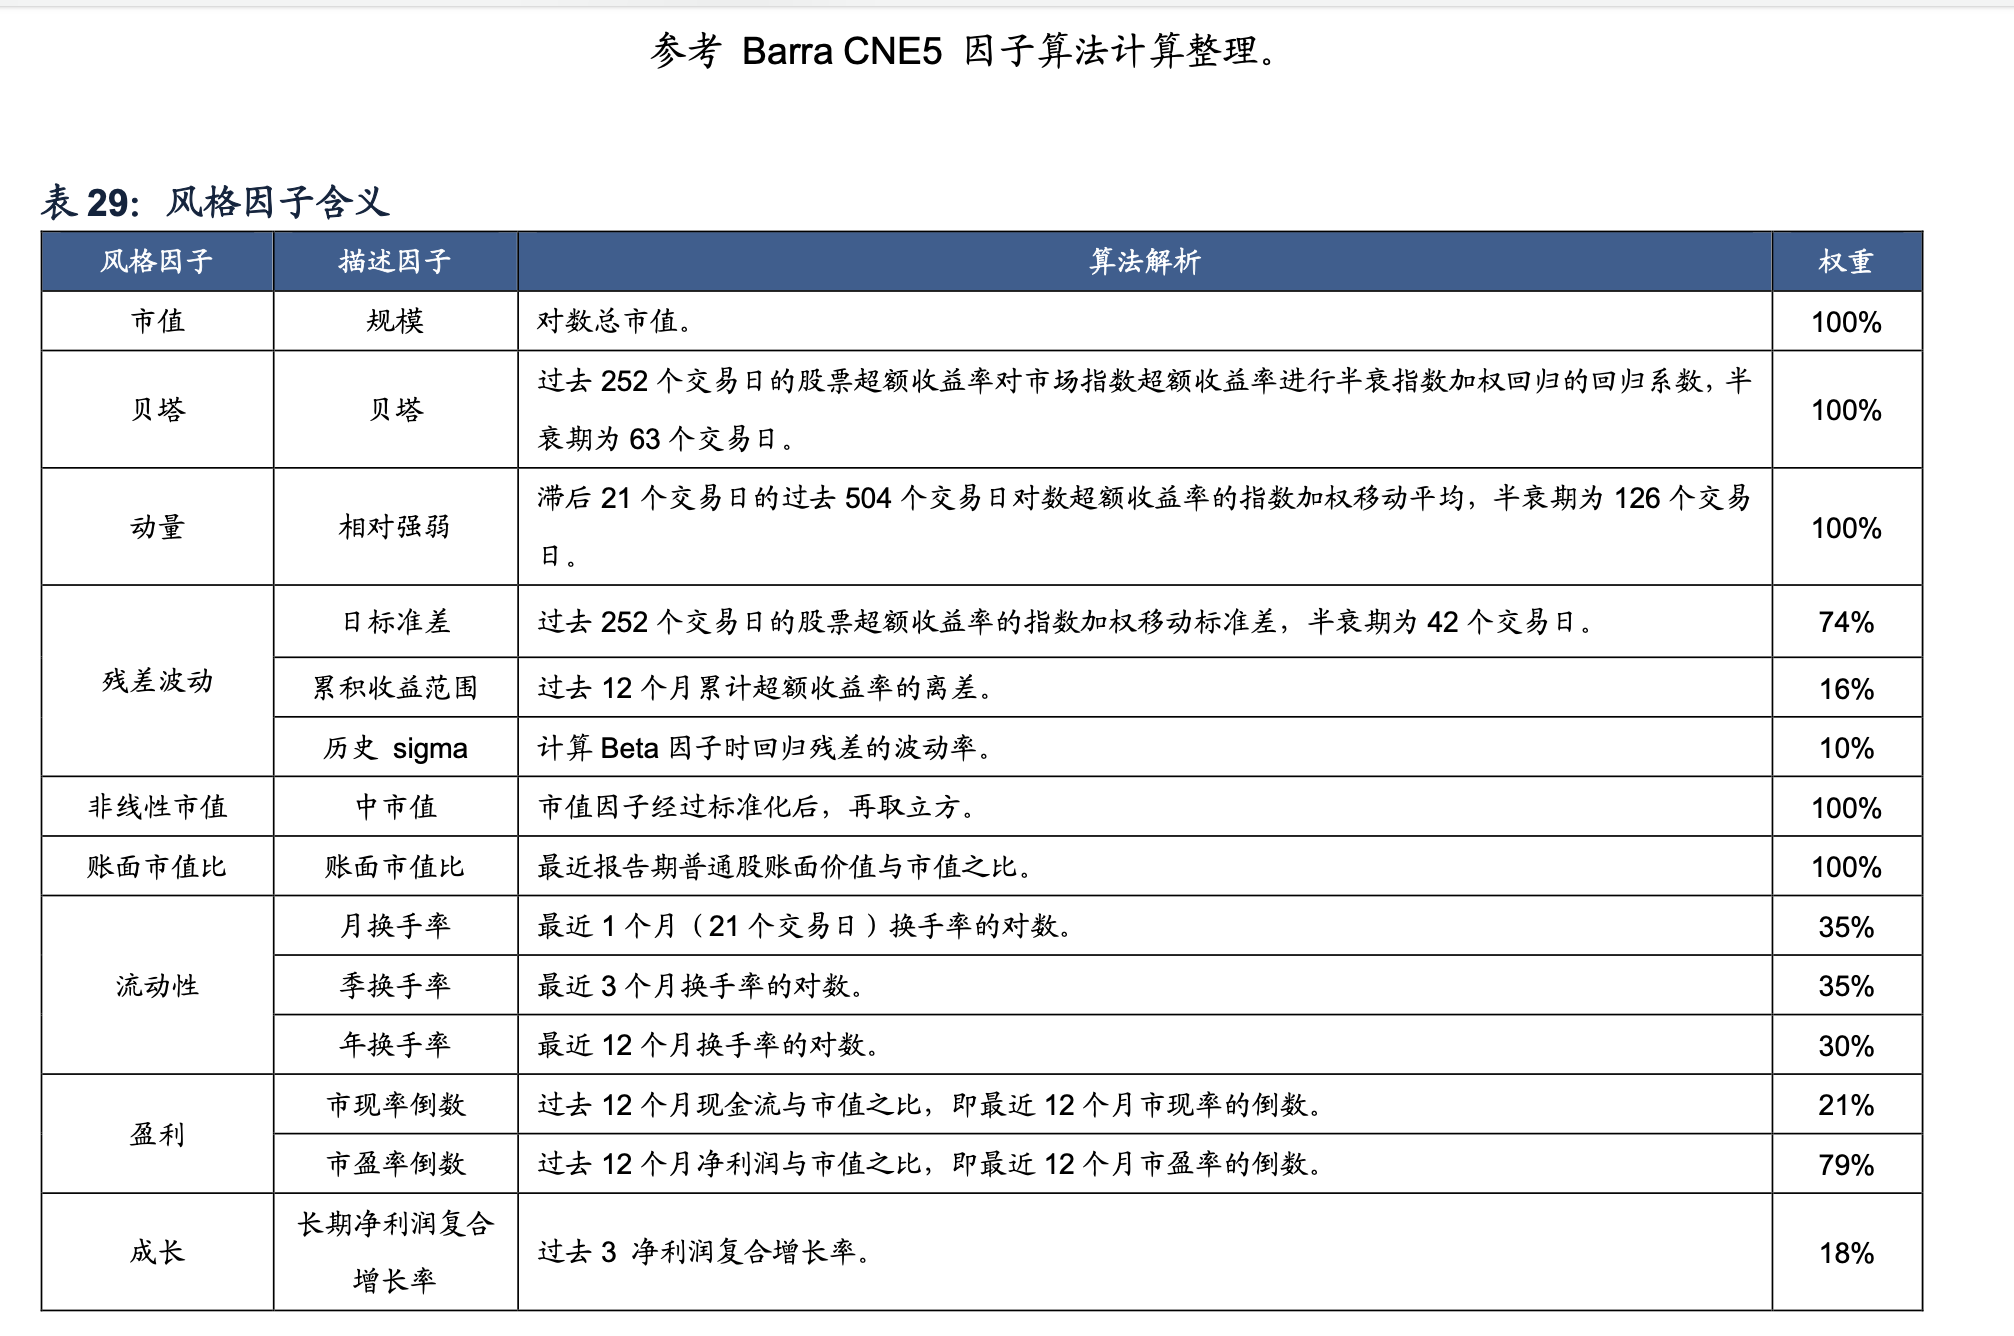 参考 Barra CNE5 因子算法计算整理。
表 29： 风格因子含义
风格因子 描述因子 算法解析 权重
市值 规模 对数总市值。 100%
贝塔 贝塔 过去 252 个交易日的股票超额收益率对市场指数超额收益率进行半衰指数加权回归的回归系数，半
衰期为 63 个交易日。 100%
动量 相对强弱 滞后 21 个交易日的过去 504 个交易日对数超额收益率的指数加权移动平均，半衰期为 126 个交易
日。 100%
残差波动 日标准差 过去 252 个交易日的股票超额收益率的指数加权移动标准差，半衰期为 42 个交易日。 74%
累积收益范围 过去 12 个月累计超额收益率的离差。 16%
历史 sigma 计算 Beta 因子时回归残差的波动率。 10%
非线性市值 中市值 市值因子经过标准化后，再取立方。 100%
账面市值比 账面市值比 最近报告期普通股账面价值与市值之比。 100%
流动性 月换手率 最近 1 个月（21 个交易日）换手率的对数。 35%
季换手率 最近 3 个月换手率的对数。 35%
年换手率 最近 12 个月换手率的对数。 30%
盈利 市现率倒数 过去 12 个月现金流与市值之比，即最近 12 个月市现率的倒数。 21%
市盈率倒数 过去 12 个月净利润与市值之比，即最近 12 个月市盈率的倒数。 79%
成长 长期净利润复合
增长率 过去 3 净利润复合增长率。 18%